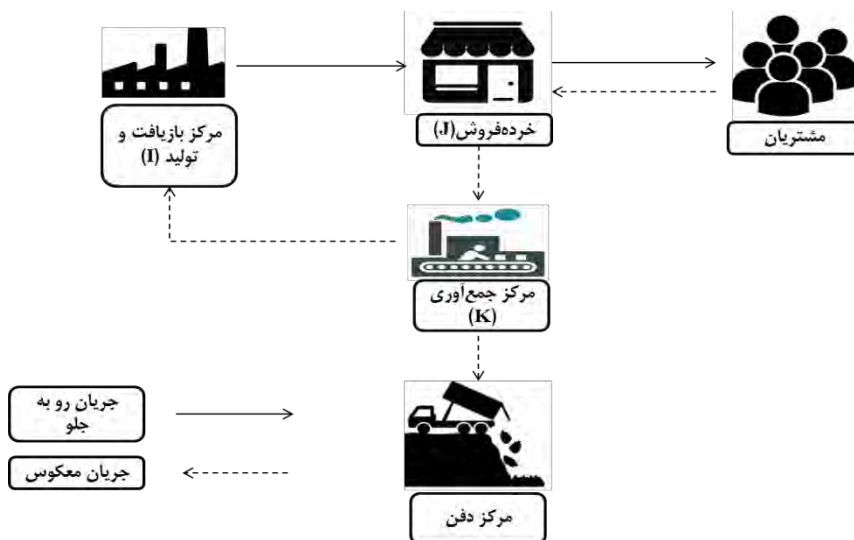 مرکز بازیافت و
تولید (I)
خرده‌فروش(J)
مشتریان
مرکز جمع‌آوری
(K)
جریان رو به
جلو
جریان معکوس
مرکز دفن